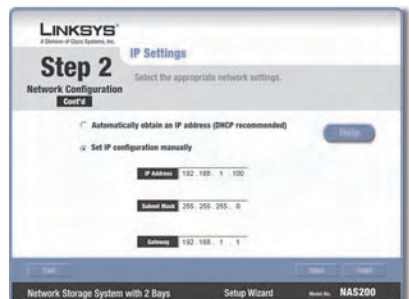 LINKSYS®
A Division of Cisco Systems, Inc.
IP Settings
Step 2
Select the appropriate network settings.
Network Configuration
Cont'd
Automatically obtain an IP address (DHCP recommended)
Help
Set IP configuration manually
IP Address 192 . 168 . 1 . 100
Subnet Mask 255 . 255 . 255 . 0
Gateway 192 . 168 . 1 . 1
Exit
Back Next
Network Storage System with 2 Bays Setup Wizard Model No. NAS200